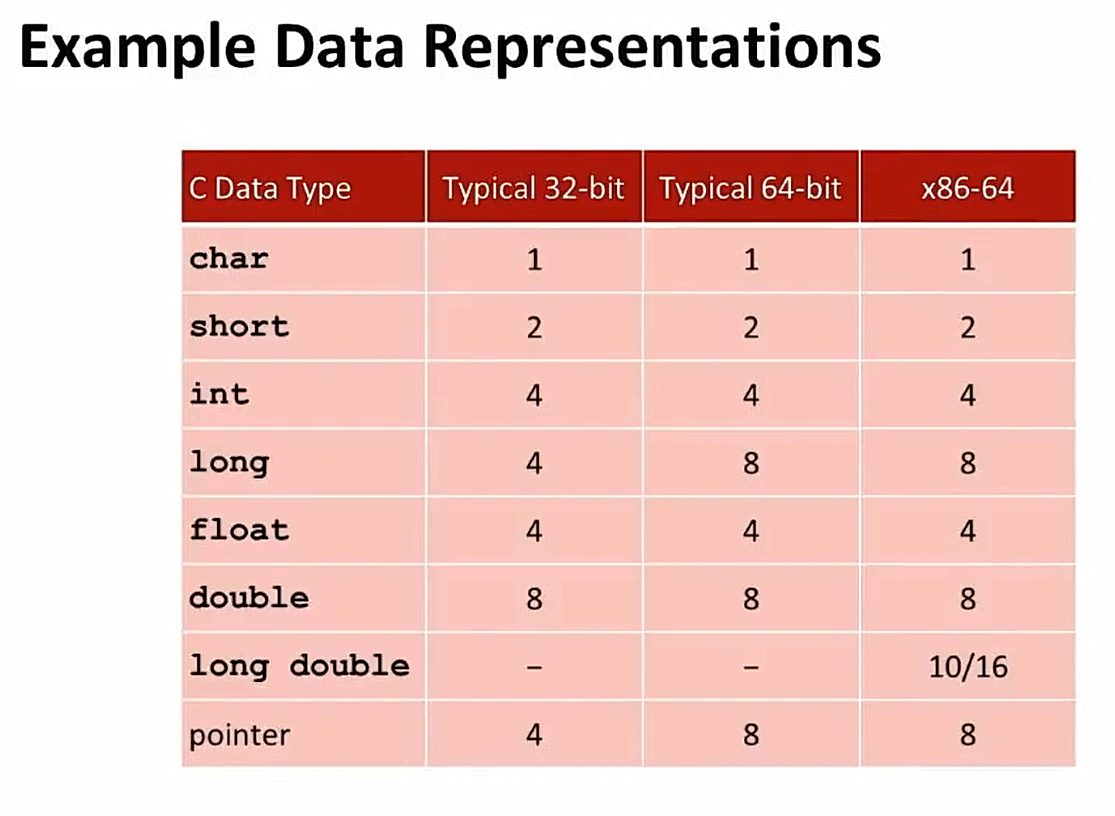 Example Data Representations
C Data Type Typical 32-bit Typical 64-bit x86-64
char 1 1 1
short 2 2 2
int 4 4 4
long 4 8 8
float 4 4 4
double 8 8 8
long double – – 10/16
pointer 4 8 8